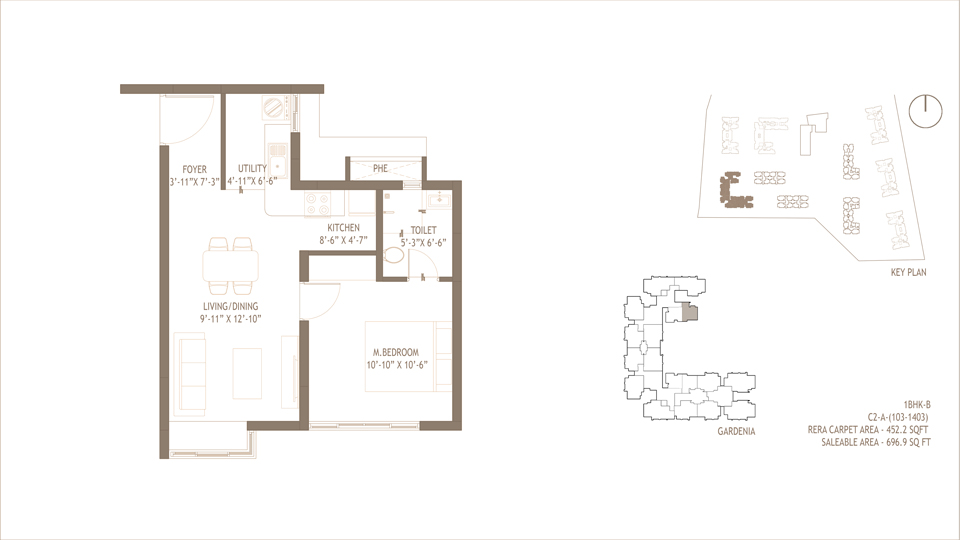 PHE
FOYER
3'-11"X 7'-3"
UTILITY
4'-11"X 6'-6"
KITCHEN
8'-6" X 4'-7"
TOILET
5'-3"X 6'-6"
LIVING/DINING
9'-11" X 12'-10"
M.BEDROOM
10'-10" X 10'-6"
KEY PLAN
GARDENIA
1BHK-B
C2-A-(103-1403)
RERA CARPET AREA - 452.2 SQFT
SALEABLE AREA - 696.9 SQ FT